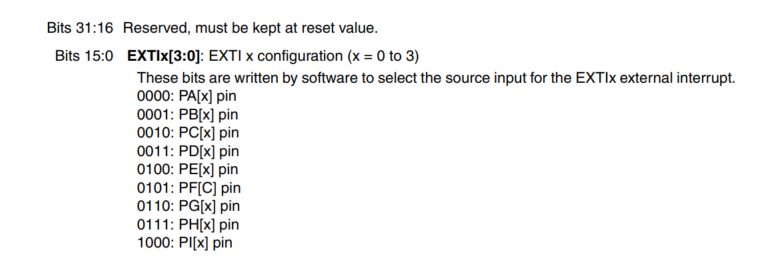 Bits 31:16 Reserved, must be kept at reset value.
Bits 15:0 EXTIx[3:0]: EXTI x configuration (x = 0 to 3)
These bits are written by software to select the source input for the EXTIx external interrupt.
0000: PA[x] pin
0001: PB[x] pin
0010: PC[x] pin
0011: PD[x] pin
0100: PE[x] pin
0101: PF[C] pin
0110: PG[x] pin
0111: PH[x] pin
1000: PI[x] pin